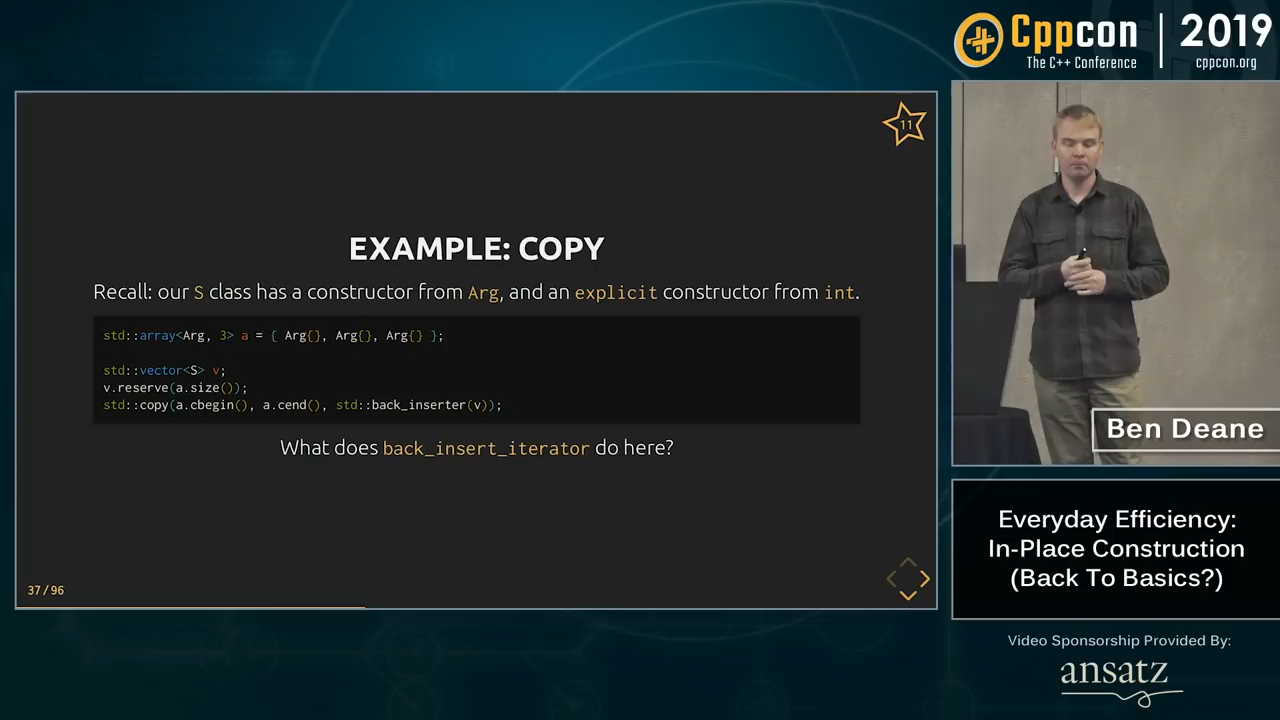 Cppcon | 2019
The C++ Conference cppcon.org
11
EXAMPLE: COPY
Recall: our S class has a constructor from Arg, and an explicit constructor from int.
std::array<Arg, 3> a = { Arg{}, Arg{}, Arg{} };
std::vector<S> v;
v.reserve(a.size());
std::copy(a.cbegin(), a.cend(), std::back_inserter(v));
What does back_insert_iterator do here?
37/96
Ben Deane
Everyday Efficiency:
In-Place Construction
(Back To Basics?)
Video Sponsorship Provided By:
ansatz